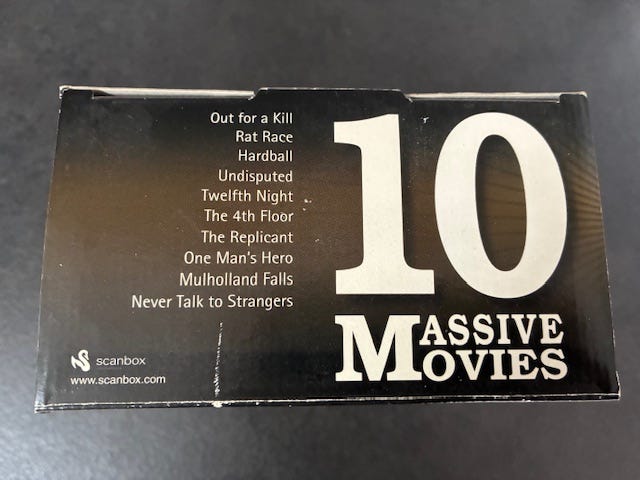 Out for a Kill
Rat Race
Hardball
Undisputed
Twelfth Night
The 4th Floor
The Replicant
One Man's Hero
Mulholland Falls
Never Talk to Strangers
scanbox
www.scanbox.com
10
MASSIVE
MOVIES